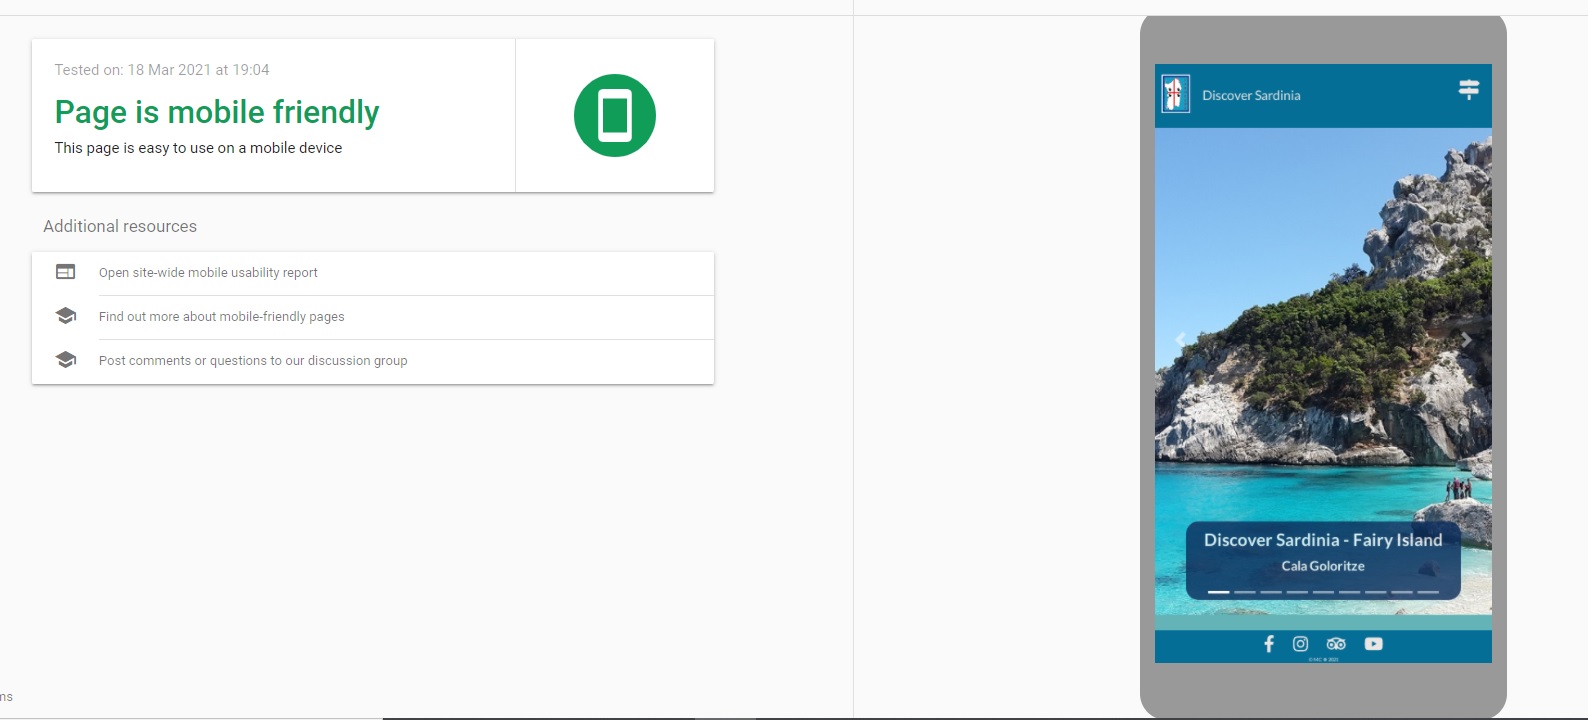 Tested on: 18 Mar 2021 at 19:04
Page is mobile friendly
This page is easy to use on a mobile device
Additional resources
Open site-wide mobile usability report
Find out more about mobile-friendly pages
Post comments or questions to our discussion group
ms
Discover Sardinia
Discover Sardinia - Fairy Island
Cala Goloritze